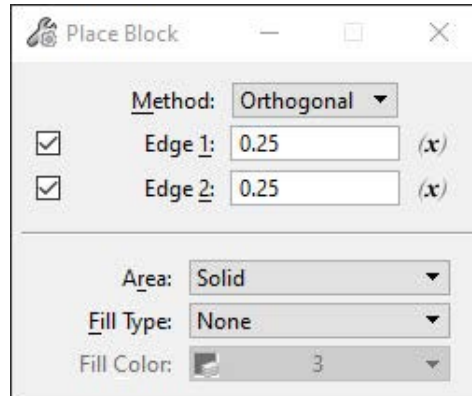 Place Block
Method: Orthogonal
Edge 1: 0.25 (x)
Edge 2: 0.25 (x)
Area: Solid
Fill Type: None
Fill Color: 3